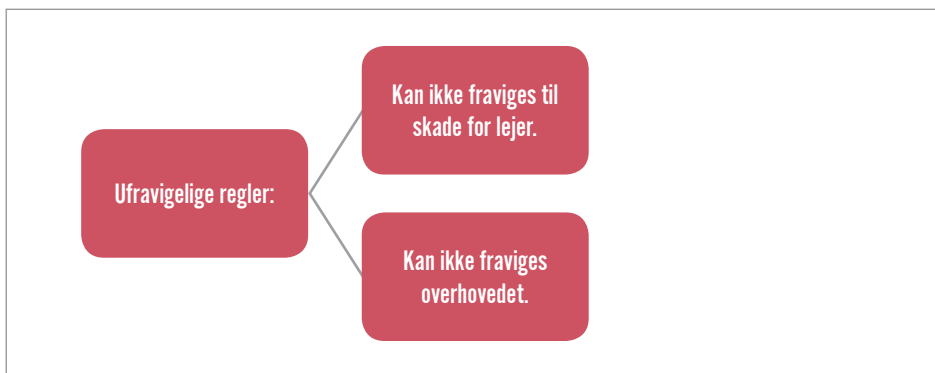 Ufravigelige regler:
Kan ikke fraviges til
skade for lejer.
Kan ikke fraviges
overhovedet.